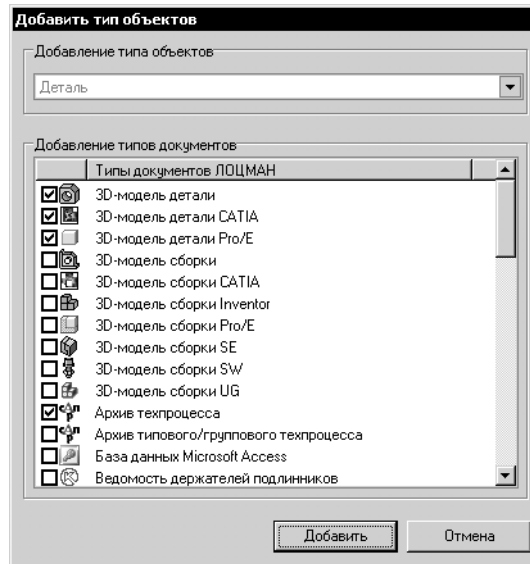 Добавить тип объектов
Добавление типа объектов
Деталь
Добавление типов документов
Типы документов ЛОЦМАН
3D-модель детали
3D-модель детали CATIA
3D-модель детали Pro/E
3D-модель сборки
3D-модель сборки CATIA
3D-модель сборки Inventor
3D-модель сборки Pro/E
3D-модель сборки SE
3D-модель сборки SW
3D-модель сборки UG
Архив техпроцесса
Архив типового/группового техпроцесса
База данных Microsoft Access
Ведомость держателей подлинников
Добавить
Отмена